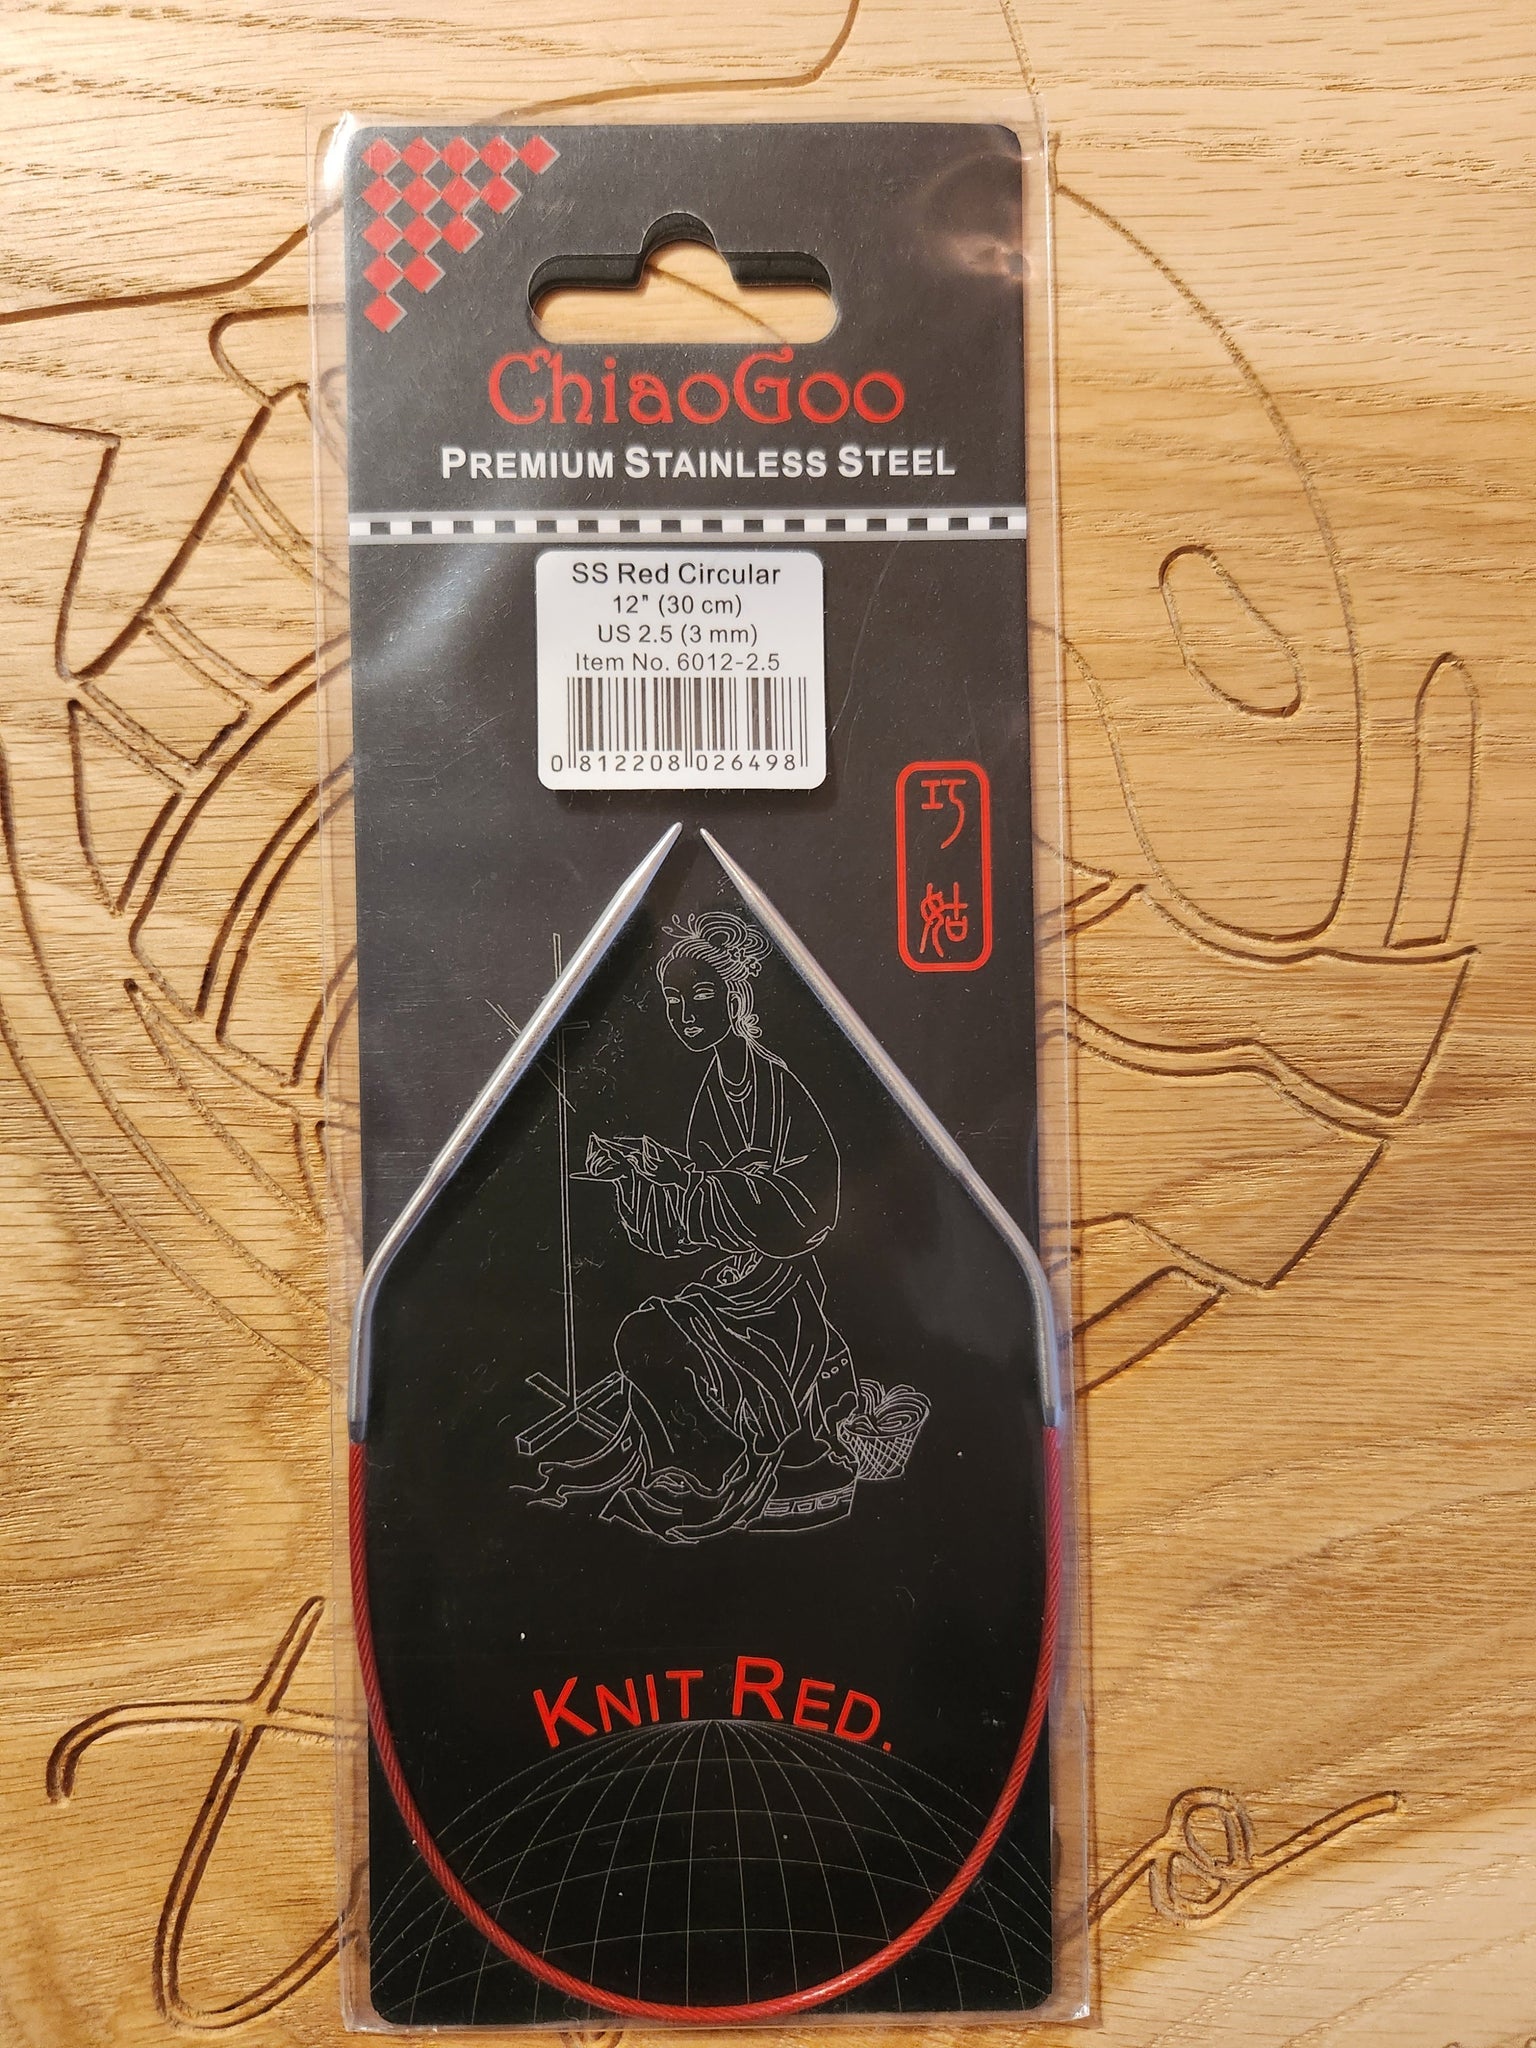 ChiaoGoo
PREMIUM STAINLESS STEEL
SS Red Circular
12" (30 cm)
US 2.5 (3 mm)
Item No. 6012-2.5
0 812208 026498
巧
姑
KNIT RED.